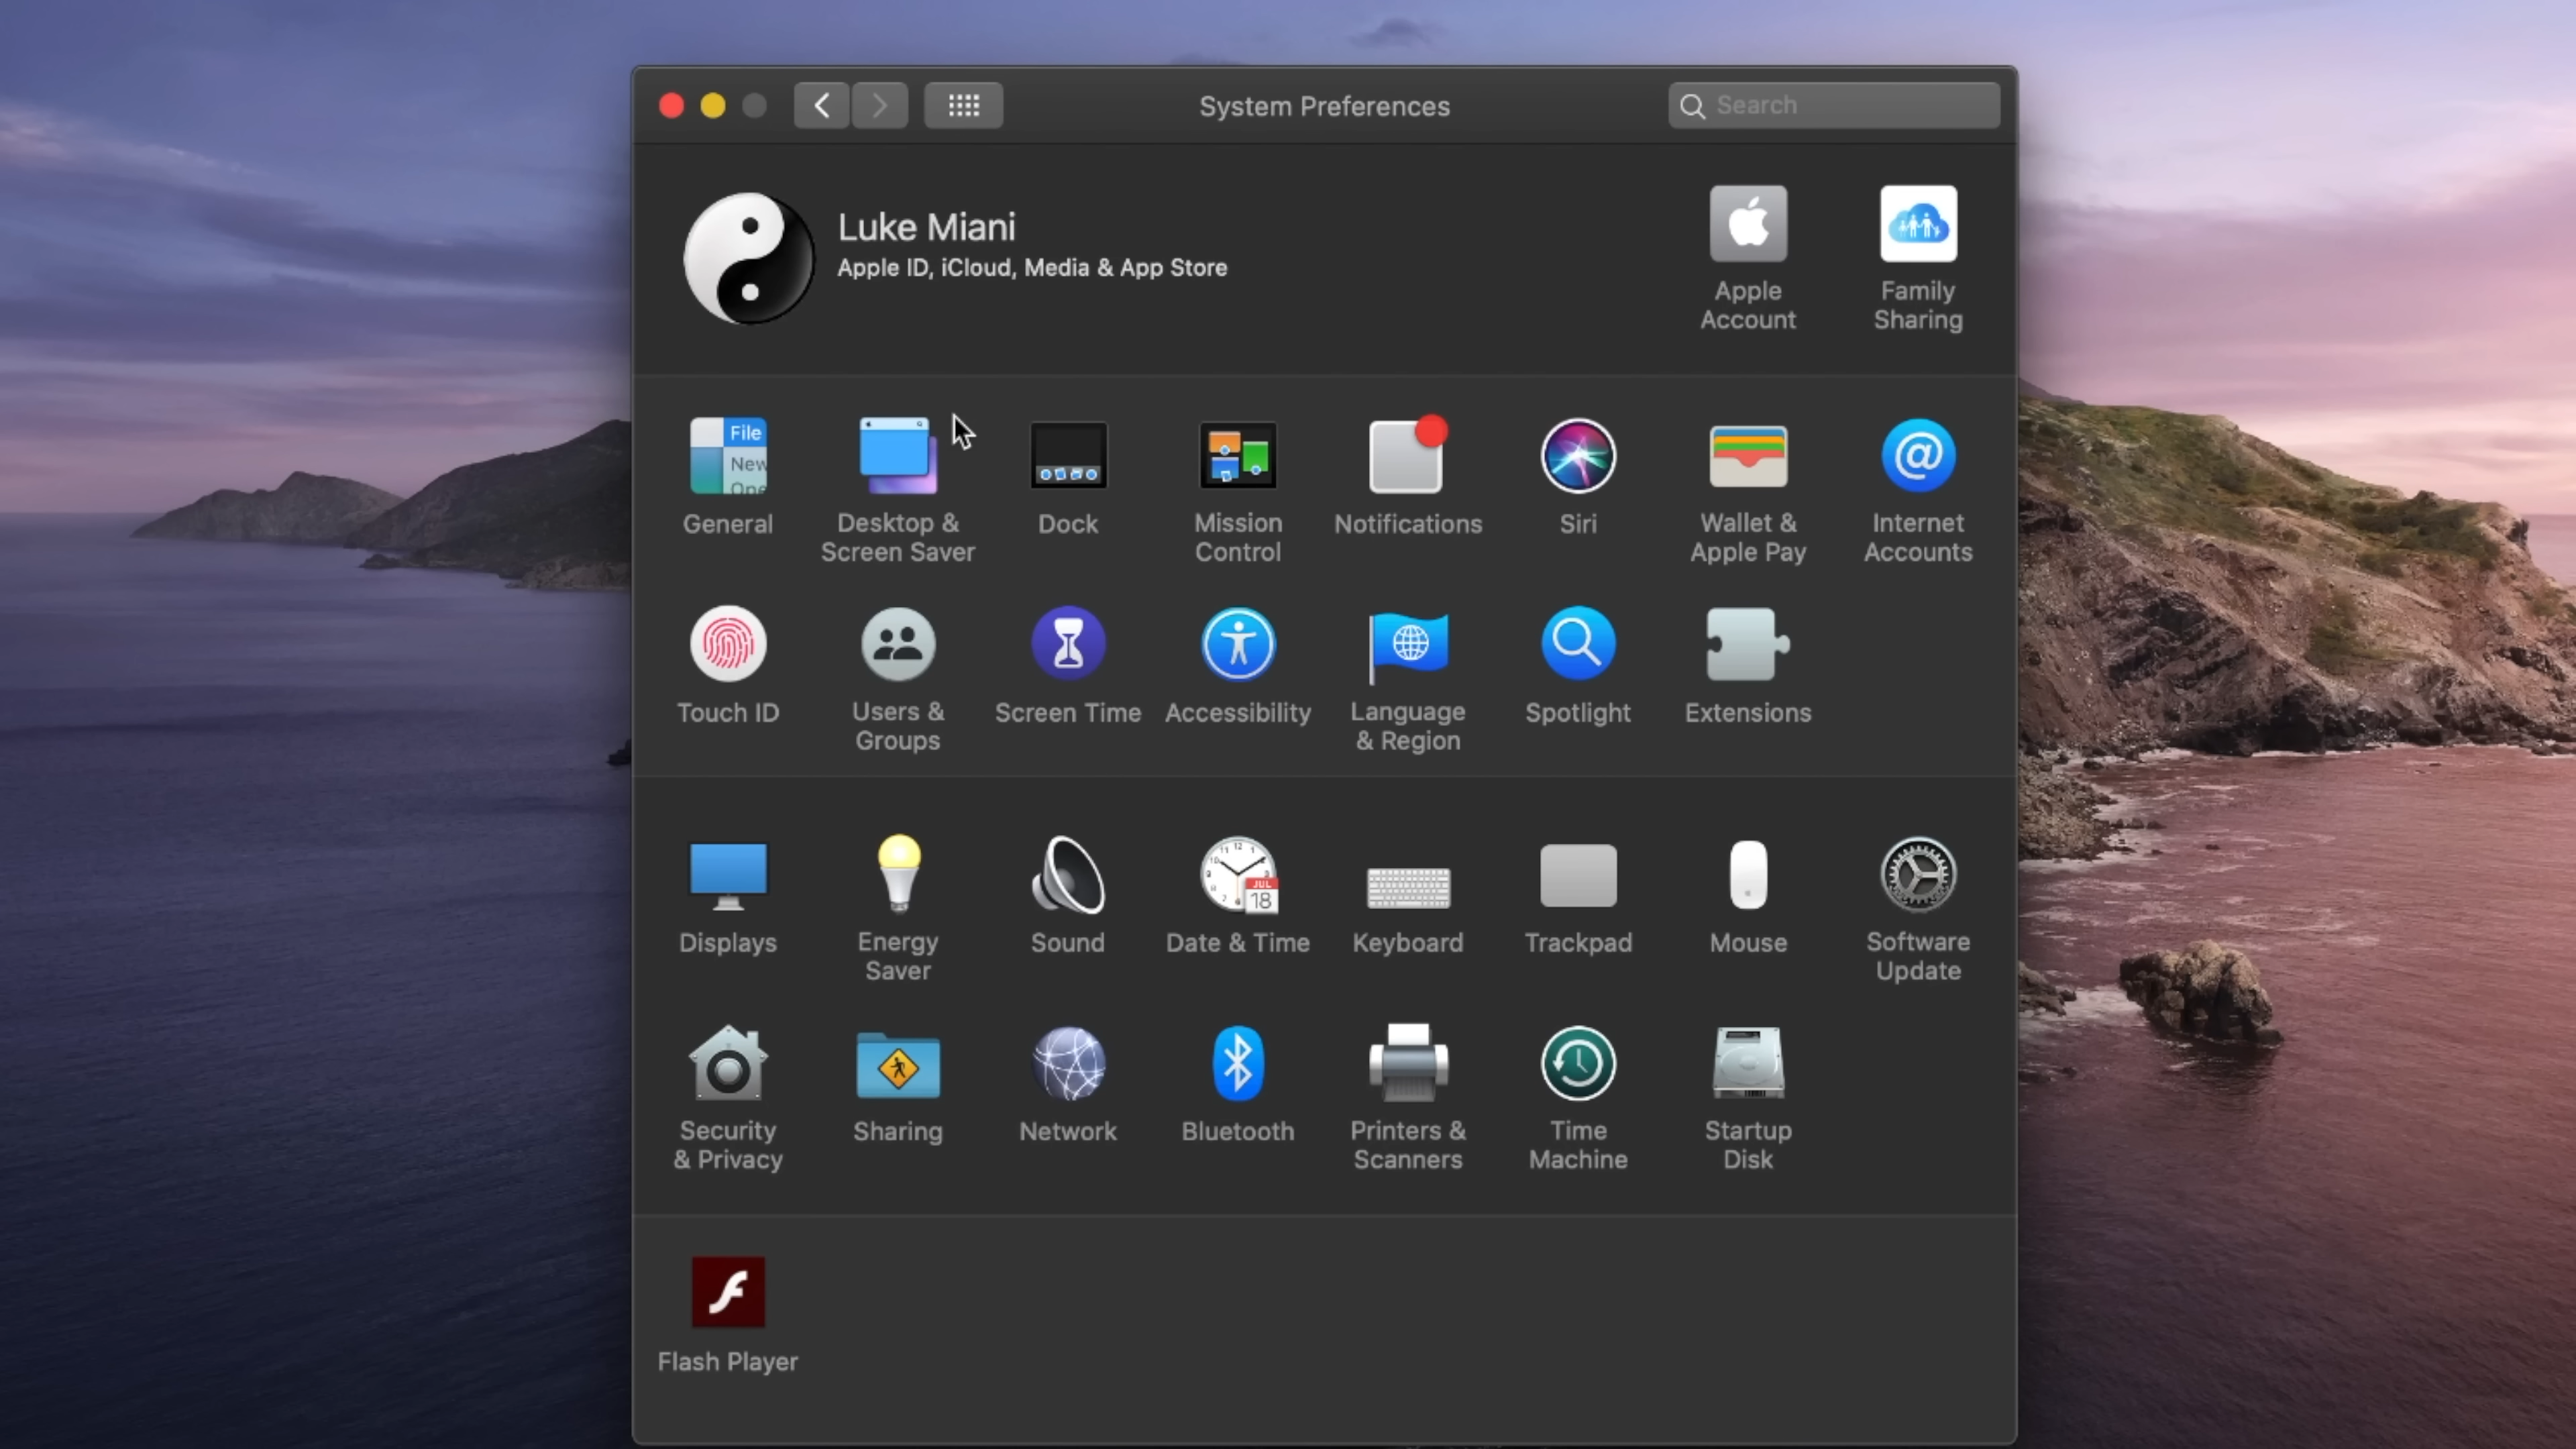 System Preferences
Search
Luke Miani
Apple ID, iCloud, Media & App Store
Apple
Account
Family
Sharing
File
New
Ope
General
Desktop &
Screen Saver
Dock
Mission
Control
Notifications
Siri
Wallet &
Apple Pay
@
Internet
Accounts
Touch ID
Users &
Groups
Screen Time
Accessibility
Language
& Region
Spotlight
Extensions
JUL
18
Displays
Energy
Saver
Sound
Date & Time
Keyboard
Trackpad
Mouse
Software
Update
Security
& Privacy
Sharing
Network
Bluetooth
Printers &
Scanners
Time
Machine
Startup
Disk
Flash Player